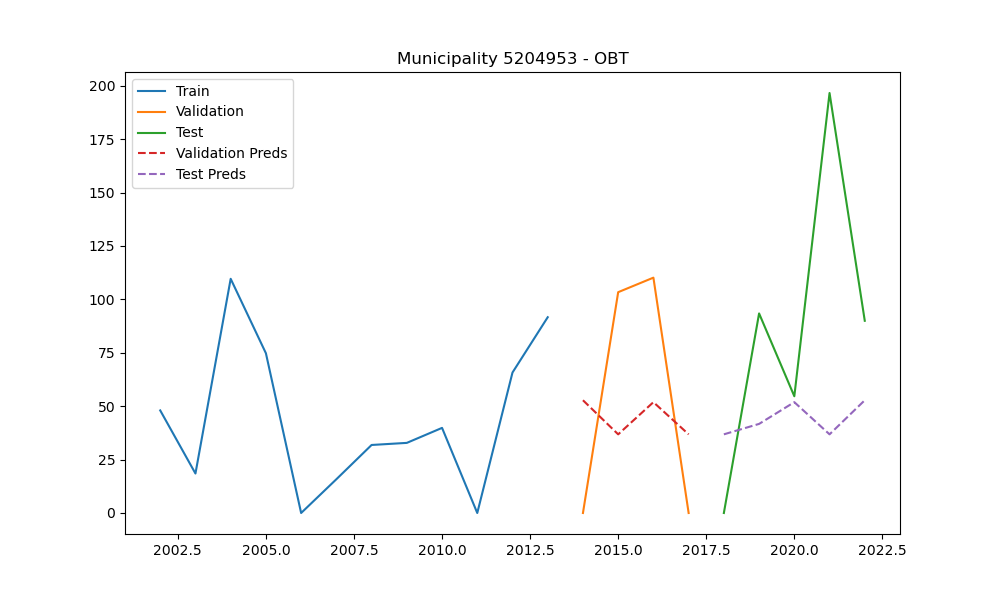 Municipality 5204953 - OBT
Train
Validation
Test
Validation Preds
Test Preds
200
175
150
125
100
75
50
25
0
2002.5 2005.0 2007.5 2010.0 2012.5 2015.0 2017.5 2020.0 2022.5